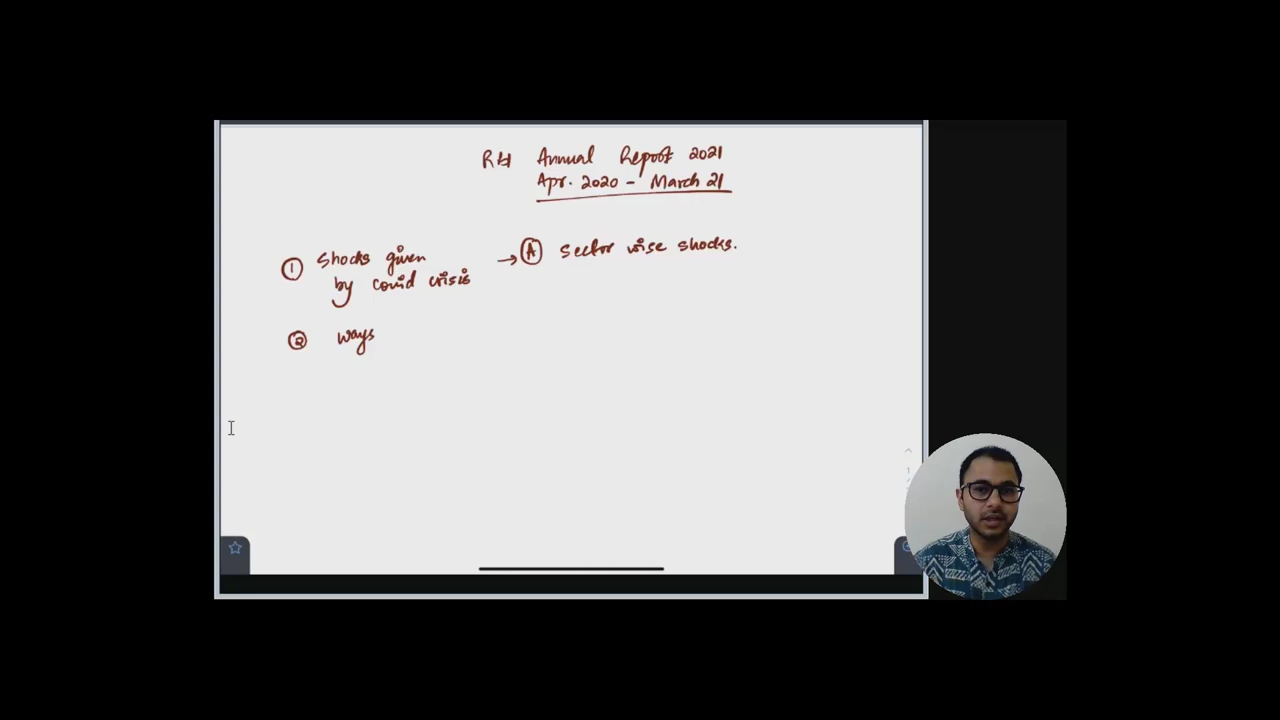 RBI Annual Report 2021
Apr. 2020 - March 21
① Shocks given
by covid crisis
→ Ⓐ Sector wise shocks.
② ways